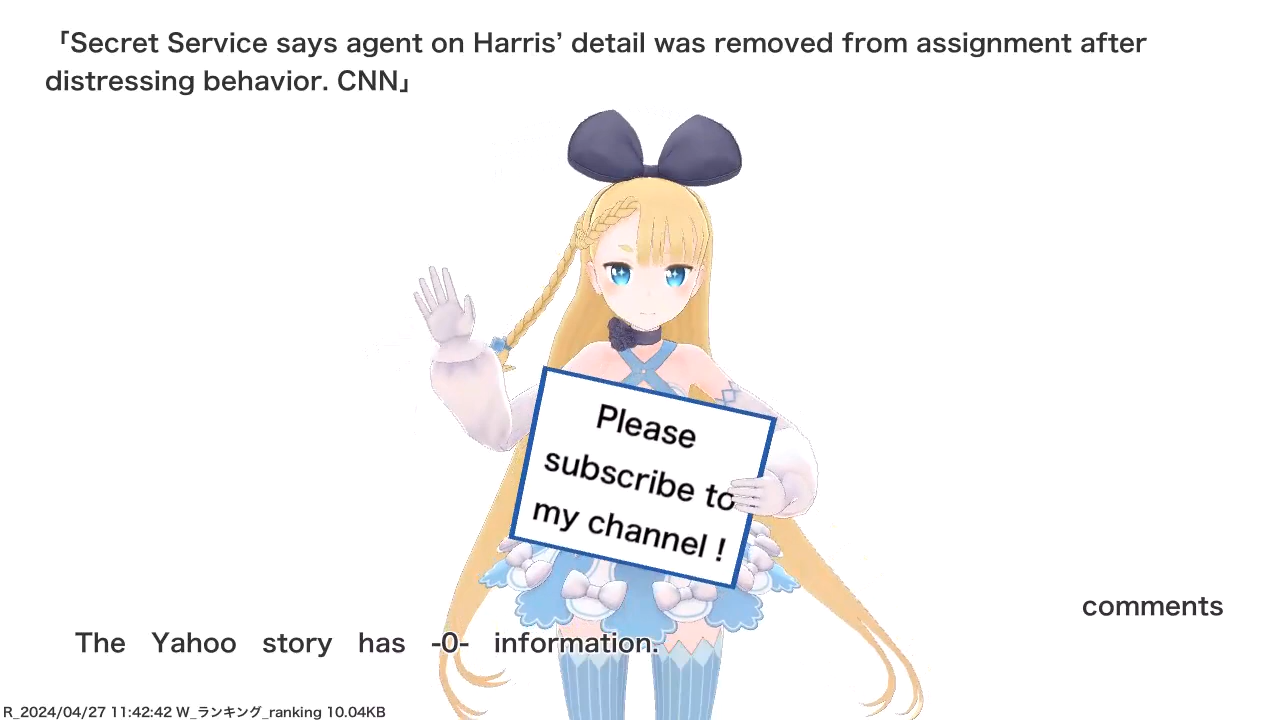 「Secret Service says agent on Harris’ detail was removed from assignment after
distressing behavior. CNN」
Please
subscribe to
my channel !
comments
The Yahoo story has -0- information.
R_2024/04/27 11:42:42 W_ランキング_ranking 10.04KB